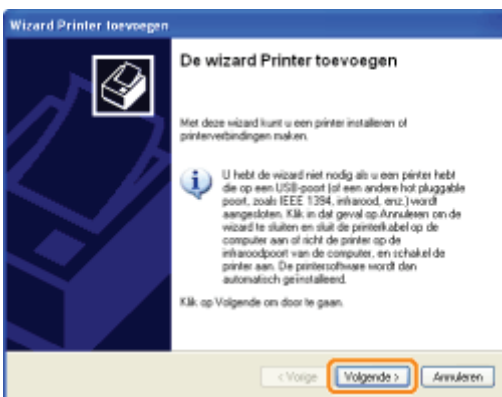 Wizard Printer toevoegen
De wizard Printer toevoegen
Met deze wizard kunt u een printer installeren of
printerverbindingen maken.
U hebt de wizard niet nodig als u een printer hebt
die op een USB-poort (of een andere hot pluggable
poort, zoals IEEE 1394, infrarood, enz.) wordt
aangesloten. Klik in dat geval op Annuleren om de
wizard te sluiten en sluit de printerkabel op de
computer aan of richt de printer op de
infraroodpoort van de computer, en schakel de
printer aan. De printersoftware wordt dan
automatisch geïnstalleerd.
Klik op Volgende om door te gaan.
< Vorige Volgende > Annuleren